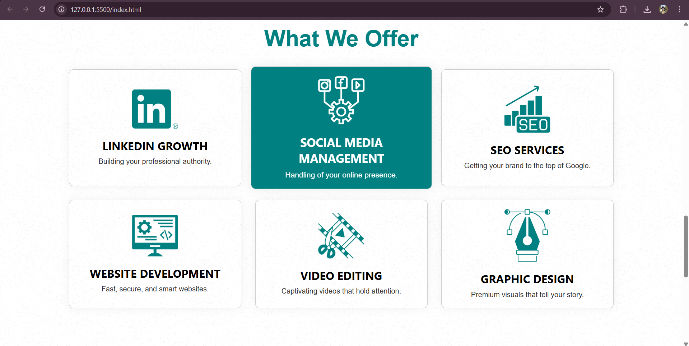 127.0.0.1:5500/index.html
What We Offer
in
®
LINKEDIN GROWTH
Building your professional authority.
SOCIAL MEDIA
MANAGEMENT
Handling of your online presence.
SEO
SEO SERVICES
Getting your brand to the top of Google.
WEBSITE DEVELOPMENT
Fast, secure, and smart websites.
VIDEO EDITING
Captivating videos that hold attention.
GRAPHIC DESIGN
Premium visuals that tell your story.